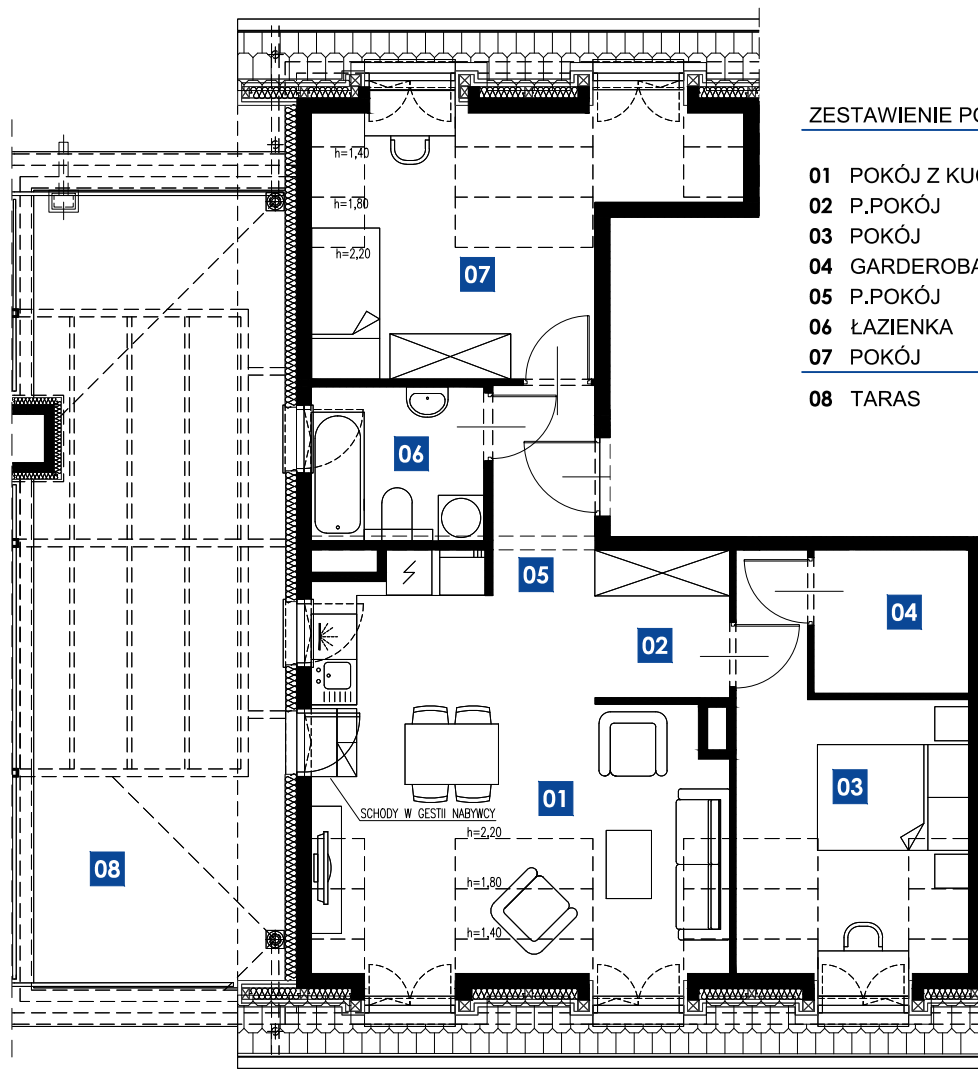 ZESTAWIENIE PO
01 POKÓJ Z KUC
02 P.POKÓJ
03 POKÓJ
04 GARDEROBA
05 P.POKÓJ
06 ŁAZIENKA
07 POKÓJ
08 TARAS
h=1,40
h=1,80
h=2,20
07
06
05
04
02
03
01
SCHODY W GESTII NABYWCY
h=2,20
08
h=1,80
h=1,40